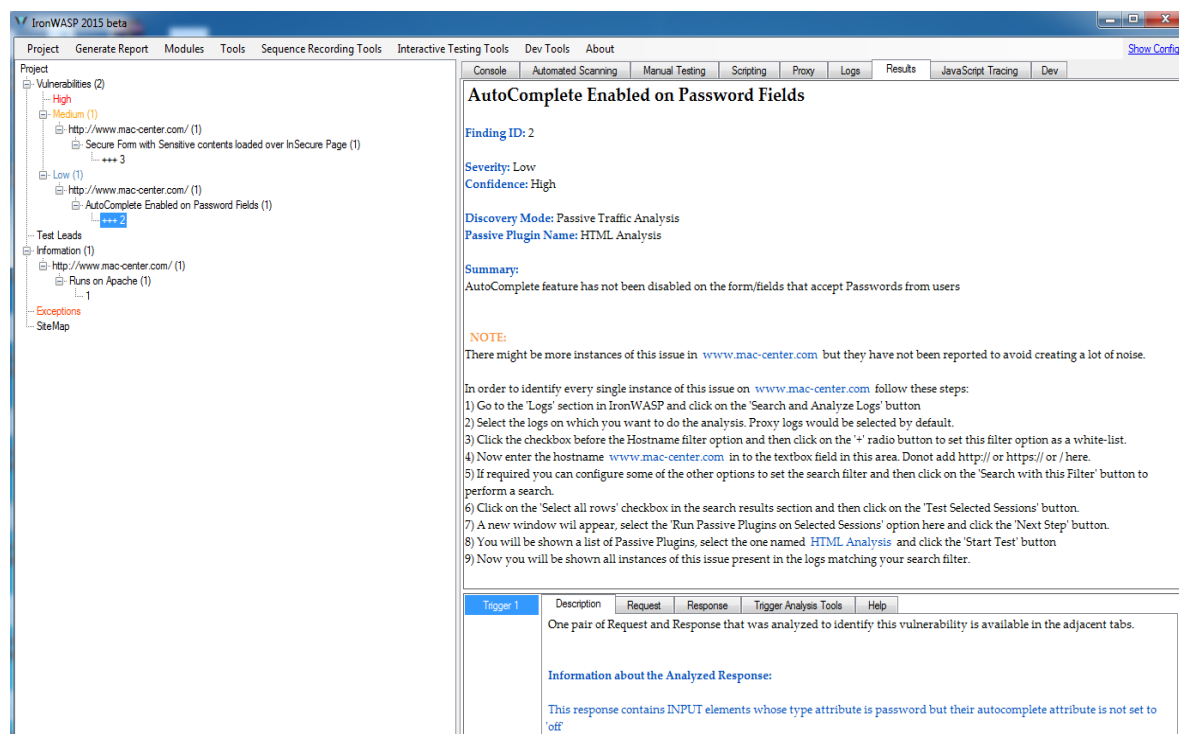 IronWASP 2015 beta
Project Generate Report Modules Tools Sequence Recording Tools Interactive Testing Tools Dev Tools About
Show Config
Project
Vulnerabilities (2)
High
Medium (1)
http://www.mac-center.com/ (1)
Secure Form with Sensitive contents loaded over InSecure Page (1)
+++ 3
Low (1)
http://www.mac-center.com/ (1)
AutoComplete Enabled on Password Fields (1)
+++ 2
Test Leads
Information (1)
http://www.mac-center.com/ (1)
Runs on Apache (1)
1
Exceptions
SiteMap
Console Automated Scanning Manual Testing Scripting Proxy Logs Results JavaScript Tracing Dev
AutoComplete Enabled on Password Fields
Finding ID: 2
Severity: Low
Confidence: High
Discovery Mode: Passive Traffic Analysis
Passive Plugin Name: HTML Analysis
Summary:
AutoComplete feature has not been disabled on the form/fields that accept Passwords from users
NOTE:
There might be more instances of this issue in www.mac-center.com but they have not been reported to avoid creating a lot of noise.
In order to identify every single instance of this issue on www.mac-center.com follow these steps:
1) Go to the 'Logs' section in IronWASP and click on the 'Search and Analyze Logs' button
2) Select the logs on which you want to do the analysis. Proxy logs would be selected by default.
3) Click the checkbox before the Hostname filter option and then click on the '+' radio button to set this filter option as a white-list.
4) Now enter the hostname www.mac-center.com in to the textbox field in this area. Donot add http:// or https:// or / here.
5) If required you can configure some of the other options to set the search filter and then click on the 'Search with this Filter' button to
perform a search.
6) Click on the 'Select all rows' checkbox in the search results section and then click on the 'Test Selected Sessions' button.
7) A new window wil appear, select the 'Run Passive Plugins on Selected Sessions' option here and click the 'Next Step' button.
8) You will be shown a list of Passive Plugins, select the one named HTML Analysis and click the 'Start Test' button
9) Now you will be shown all instances of this issue present in the logs matching your search filter.
Trigger 1
Description Request Response Trigger Analysis Tools Help
One pair of Request and Response that was analyzed to identify this vulnerability is available in the adjacent tabs.
Information about the Analyzed Response:
This response contains INPUT elements whose type attribute is password but their autocomplete attribute is not set to
'off'